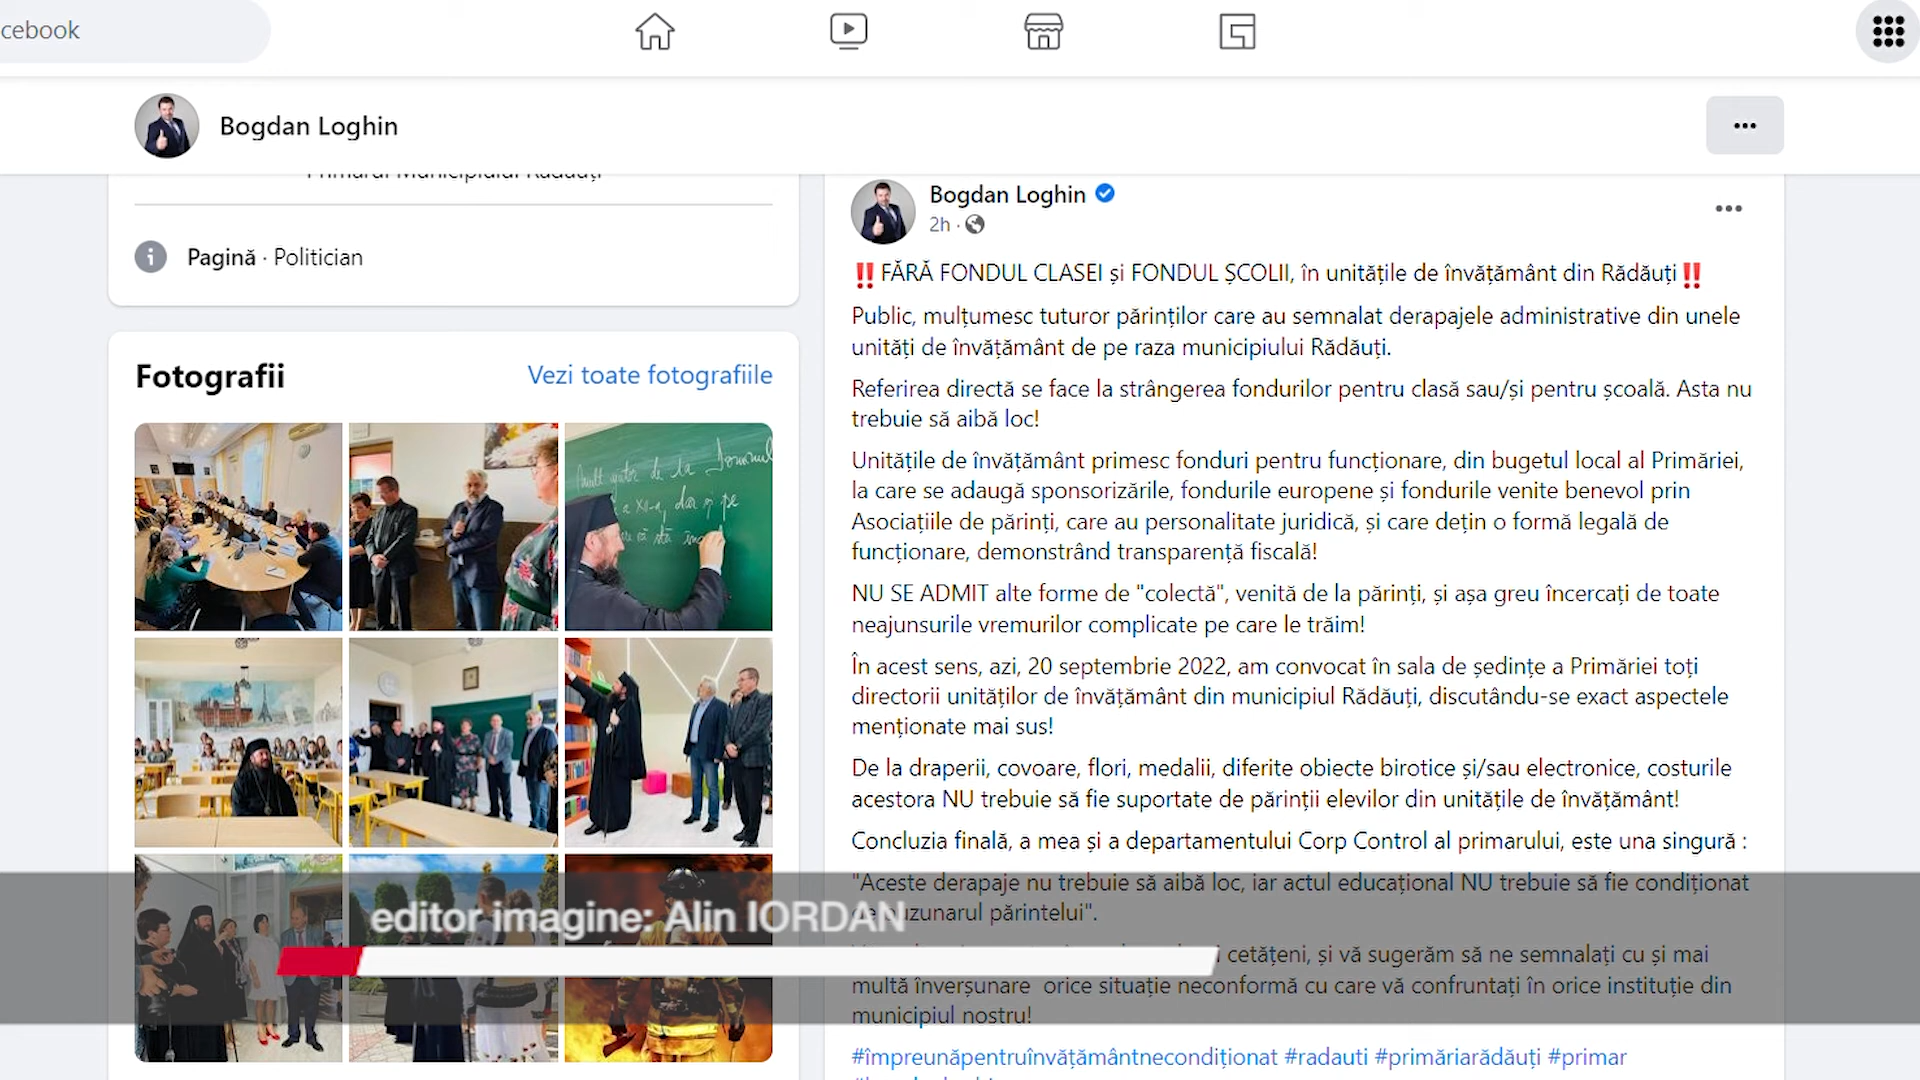 cebook
Bogdan Loghin
Primarul Municipiului Rădăuți
Pagină · Politician
Fotografii
Vezi toate fotografiile
Bogdan Loghin
2h ·
‼️FĂRĂ FONDUL CLASEI și FONDUL ȘCOLII, în unitățile de învățământ din Rădăuți‼️
Public, mulțumesc tuturor părinților care au semnalat derapajele administrative din unele
unități de învățământ de pe raza municipiului Rădăuți.
Referirea directă se face la strângerea fondurilor pentru clasă sau/și pentru școală. Asta nu
trebuie să aibă loc!
Unitățile de învățământ primesc fonduri pentru funcționare, din bugetul local al Primăriei,
la care se adaugă sponsorizările, fondurile europene și fondurile venite benevol prin
Asociațiile de părinți, care au personalitate juridică, și care dețin o formă legală de
funcționare, demonstrând transparență fiscală!
NU SE ADMIT alte forme de "colectă", venită de la părinți, și așa greu încercați de toate
neajunsurile vremurilor complicate pe care le trăim!
În acest sens, azi, 20 septembrie 2022, am convocat în sala de ședințe a Primăriei toți
directorii unităților de învățământ din municipiul Rădăuți, discutându-se exact aspectele
menționate mai sus!
De la draperii, covoare, flori, medalii, diferite obiecte birotice și/sau electronice, costurile
acestora NU trebuie să fie suportate de părinții elevilor din unitățile de învățământ!
Concluzia finală, a mea și a departamentului Corp Control al primarului, este una singură :
"Aceste derapaje nu trebuie să aibă loc, iar actul educațional NU trebuie să fie condiționat
de buzunarul părintelui".
cetățeni, și vă sugerăm să ne semnalați cu și mai
multă înverșunare orice situație neconformă cu care vă confruntați în orice instituție din
municipiul nostru!
#împreunăpentruînvățământnecondiționat #radauti #primăriarădăuți #primar
editor imagine: Alin IORDAN